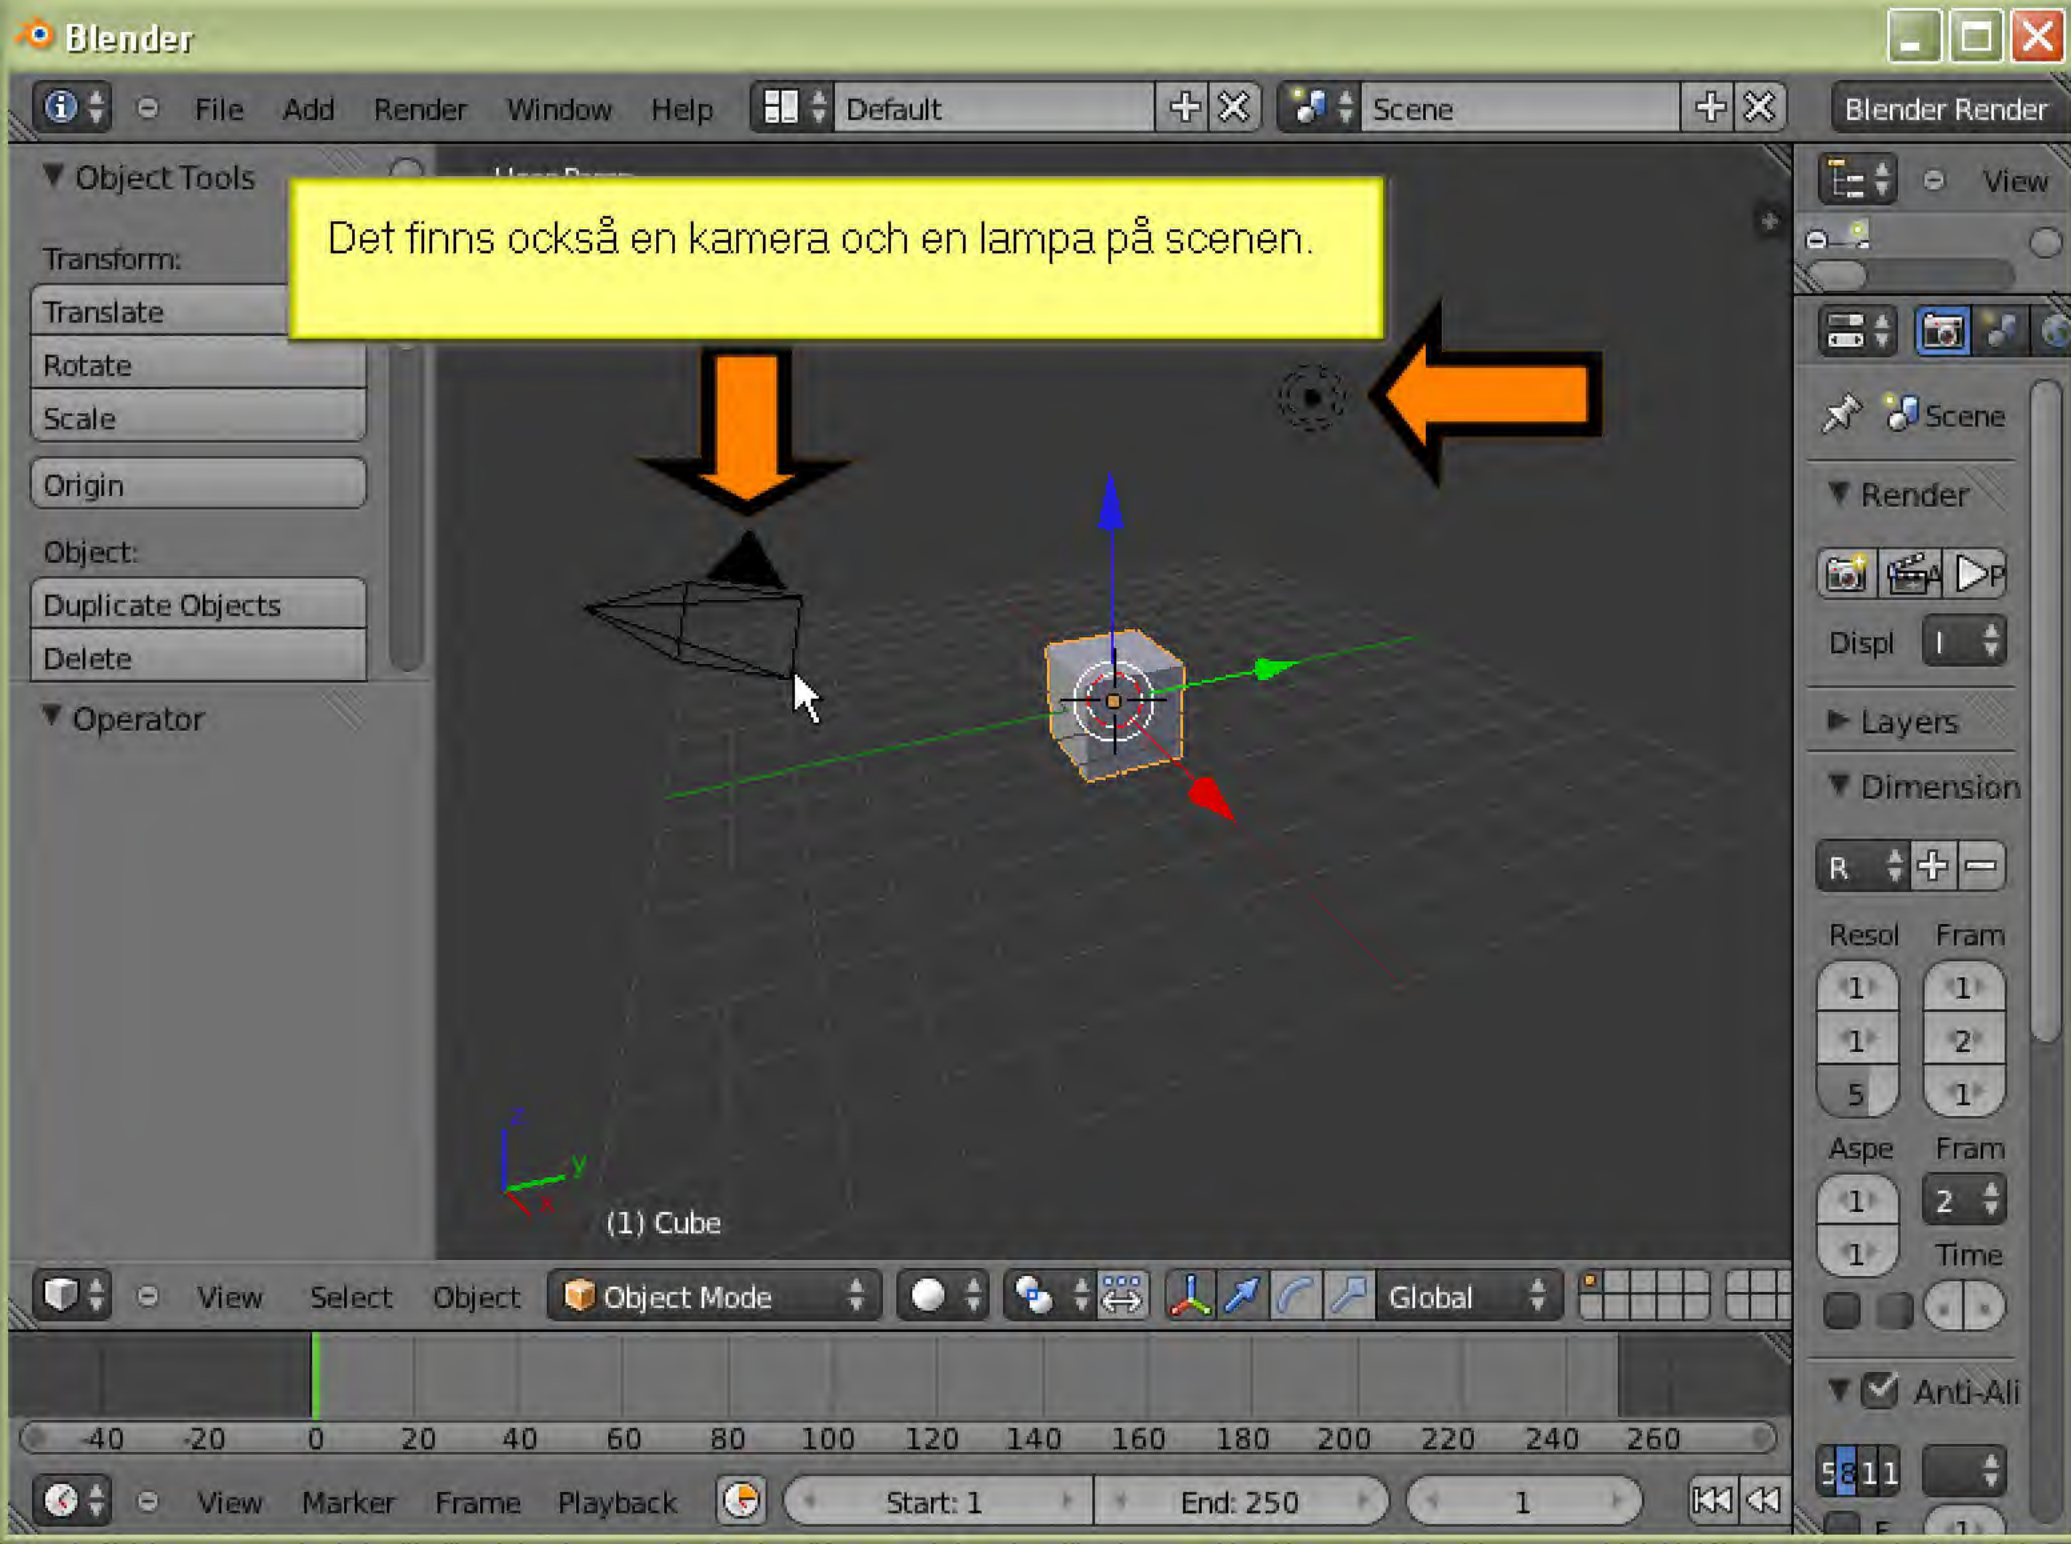 Blender
File Add Render Window Help Default Scene Blender Render
Object Tools
View
Det finns också en kamera och en lampa på scenen.
Transform:
Translate
Rotate
Scale
Origin
Object:
Duplicate Objects
Delete
Operator
Scene
Render
Displ
Layers
Dimension
R
Resol Fram
1 1
1 2
5 1
Aspe Fram
1 2
1 Time
Anti-Ali
5 8 11
z
y
x
(1) Cube
View Select Object Object Mode Global
-40 -20 0 20 40 60 80 100 120 140 160 180 200 220 240 260
View Marker Frame Playback Start: 1 End: 250 1